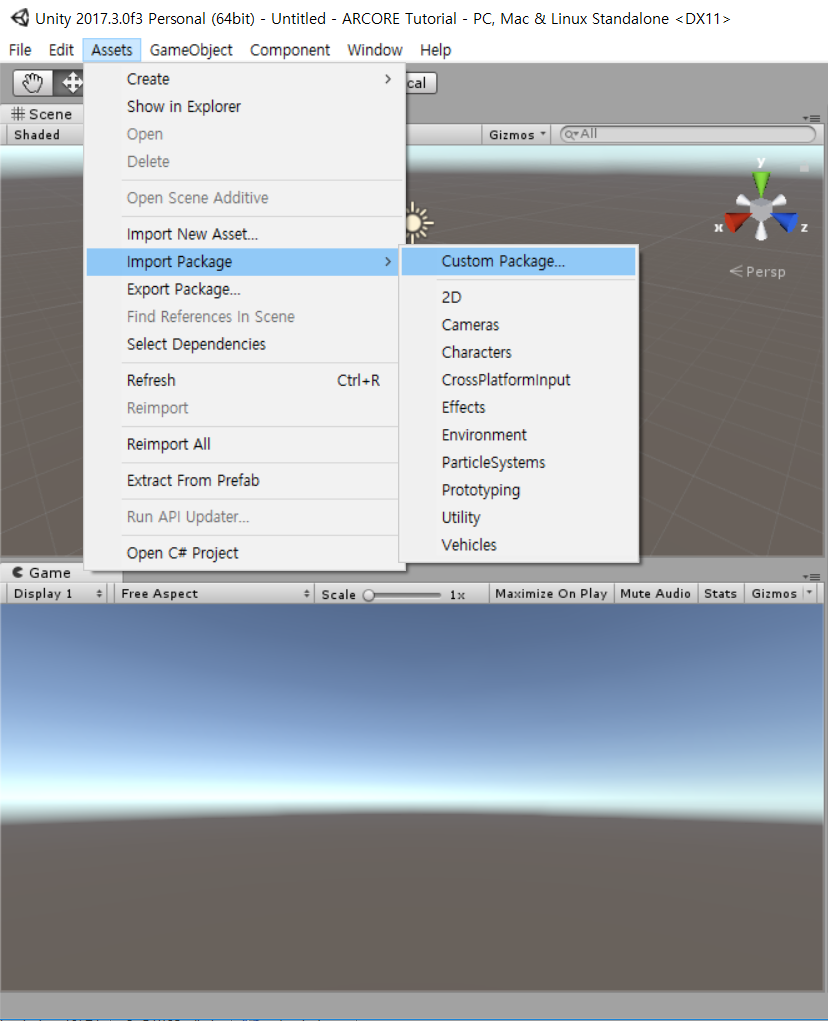 Unity 2017.3.0f3 Personal (64bit) - Untitled - ARCORE Tutorial - PC, Mac & Linux Standalone <DX11>
File Edit Assets GameObject Component Window Help
cal
Scene
Shaded
Gizmos
All
Create
Show in Explorer
Open
Delete
Open Scene Additive
Import New Asset...
Import Package
Export Package...
Find References In Scene
Select Dependencies
Refresh Ctrl+R
Reimport
Reimport All
Extract From Prefab
Run API Updater...
Open C# Project
Custom Package...
2D
Cameras
Characters
CrossPlatformInput
Effects
Environment
ParticleSystems
Prototyping
Utility
Vehicles
y
x z
Persp
Game
Display 1 Free Aspect Scale 1x Maximize On Play Mute Audio Stats Gizmos